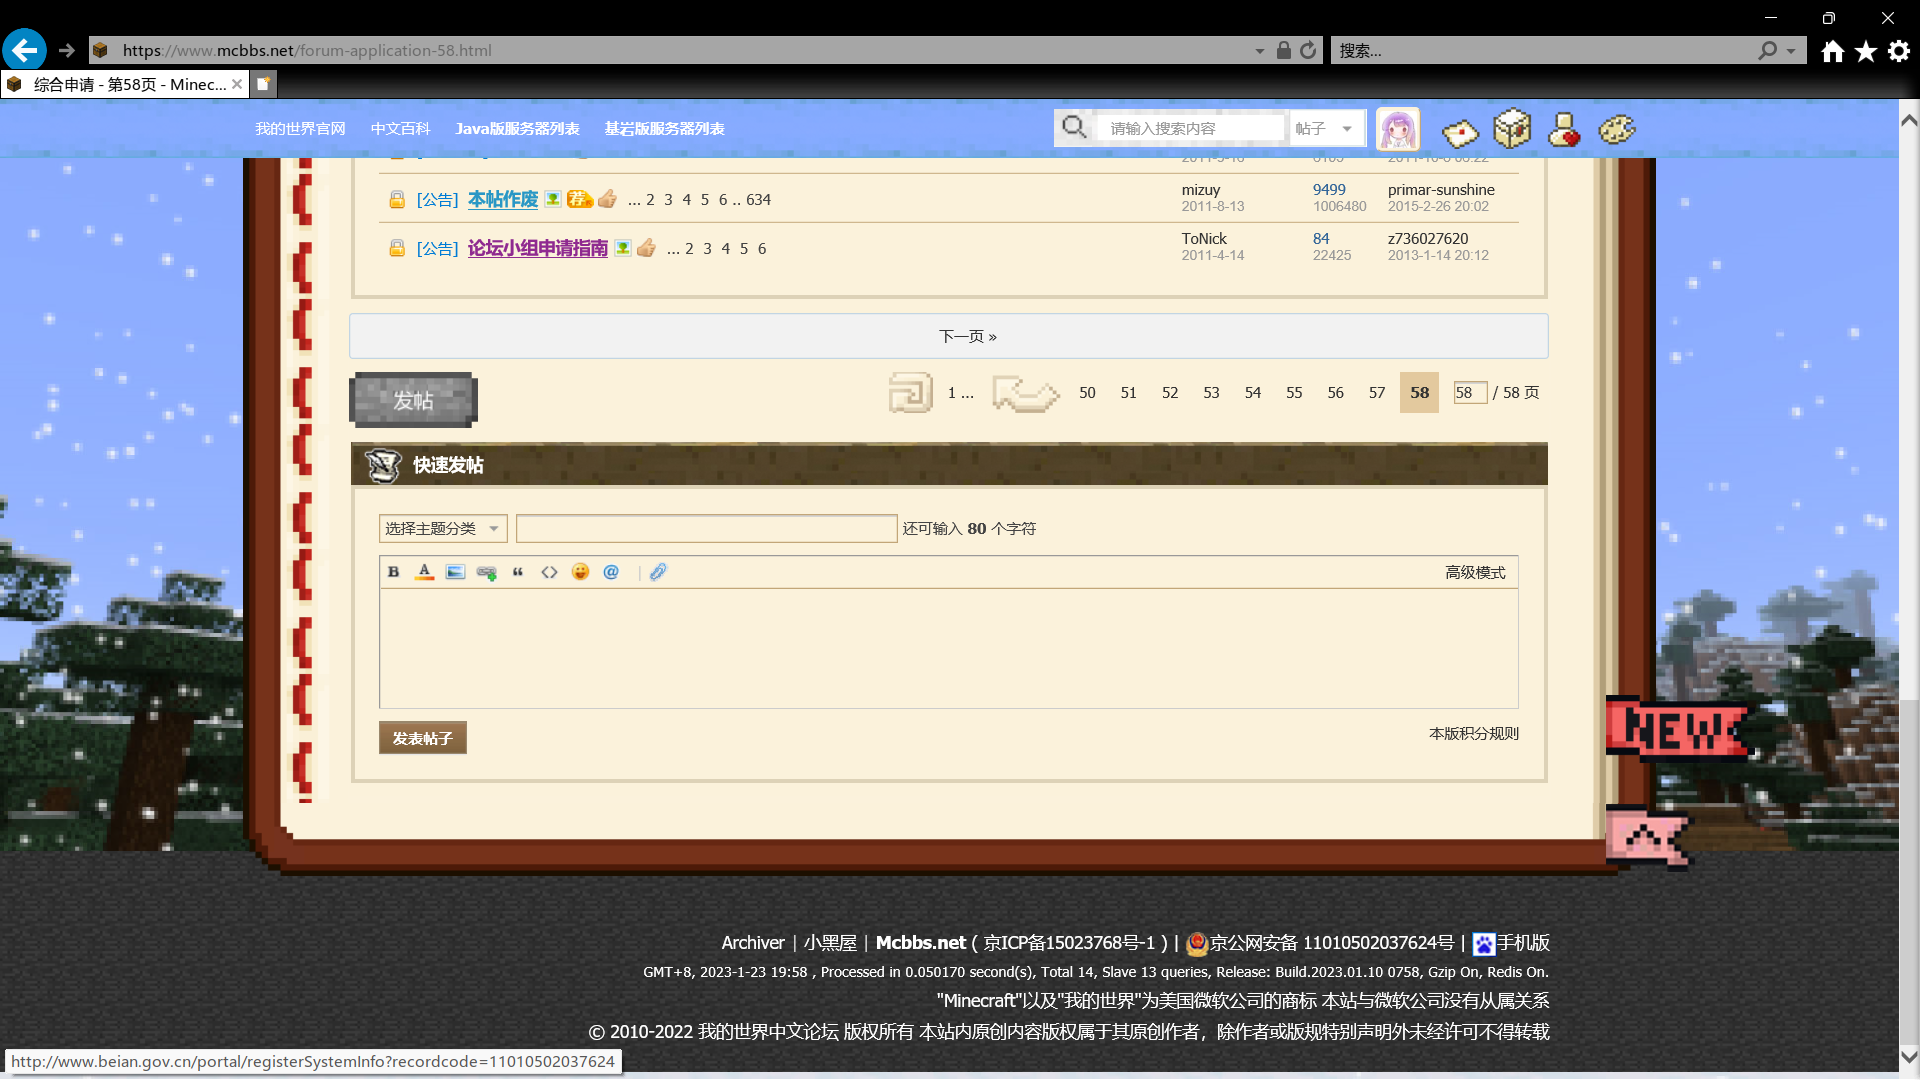 https://www.mcbbs.net/forum-application-58.html
搜索...
综合申请 - 第58页 - Minec...
我的世界官网 中文百科 Java版服务器列表 基岩版服务器列表
请输入搜索内容 帖子
[公告] 本帖作废 荐 ... 2 3 4 5 6 .. 634
mizuy 9499 primar-sunshine
2011-8-13 1006480 2015-2-26 20:02
[公告] 论坛小组申请指南 ... 2 3 4 5 6
ToNick 84 z736027620
2011-4-14 22425 2013-1-14 20:12
下一页 »
发帖
1 ... 50 51 52 53 54 55 56 57 58 58 / 58 页
快速发帖
选择主题分类 还可输入 80 个字符
B A “ <> @ 高级模式
发表帖子 本版积分规则
NEW
Archiver | 小黑屋 | Mcbbs.net ( 京ICP备15023768号-1 ) | 京公网安备 11010502037624号 | 手机版
GMT+8, 2023-1-23 19:58 , Processed in 0.050170 second(s), Total 14, Slave 13 queries, Release: Build.2023.01.10 0758, Gzip On, Redis On.
"Minecraft"以及"我的世界"为美国微软公司的商标 本站与微软公司没有从属关系
© 2010-2022 我的世界中文论坛 版权所有 本站内原创内容版权属于其原创作者，除作者或版规特别声明外未经许可不得转载
http://www.beian.gov.cn/portal/registerSystemInfo?recordcode=11010502037624